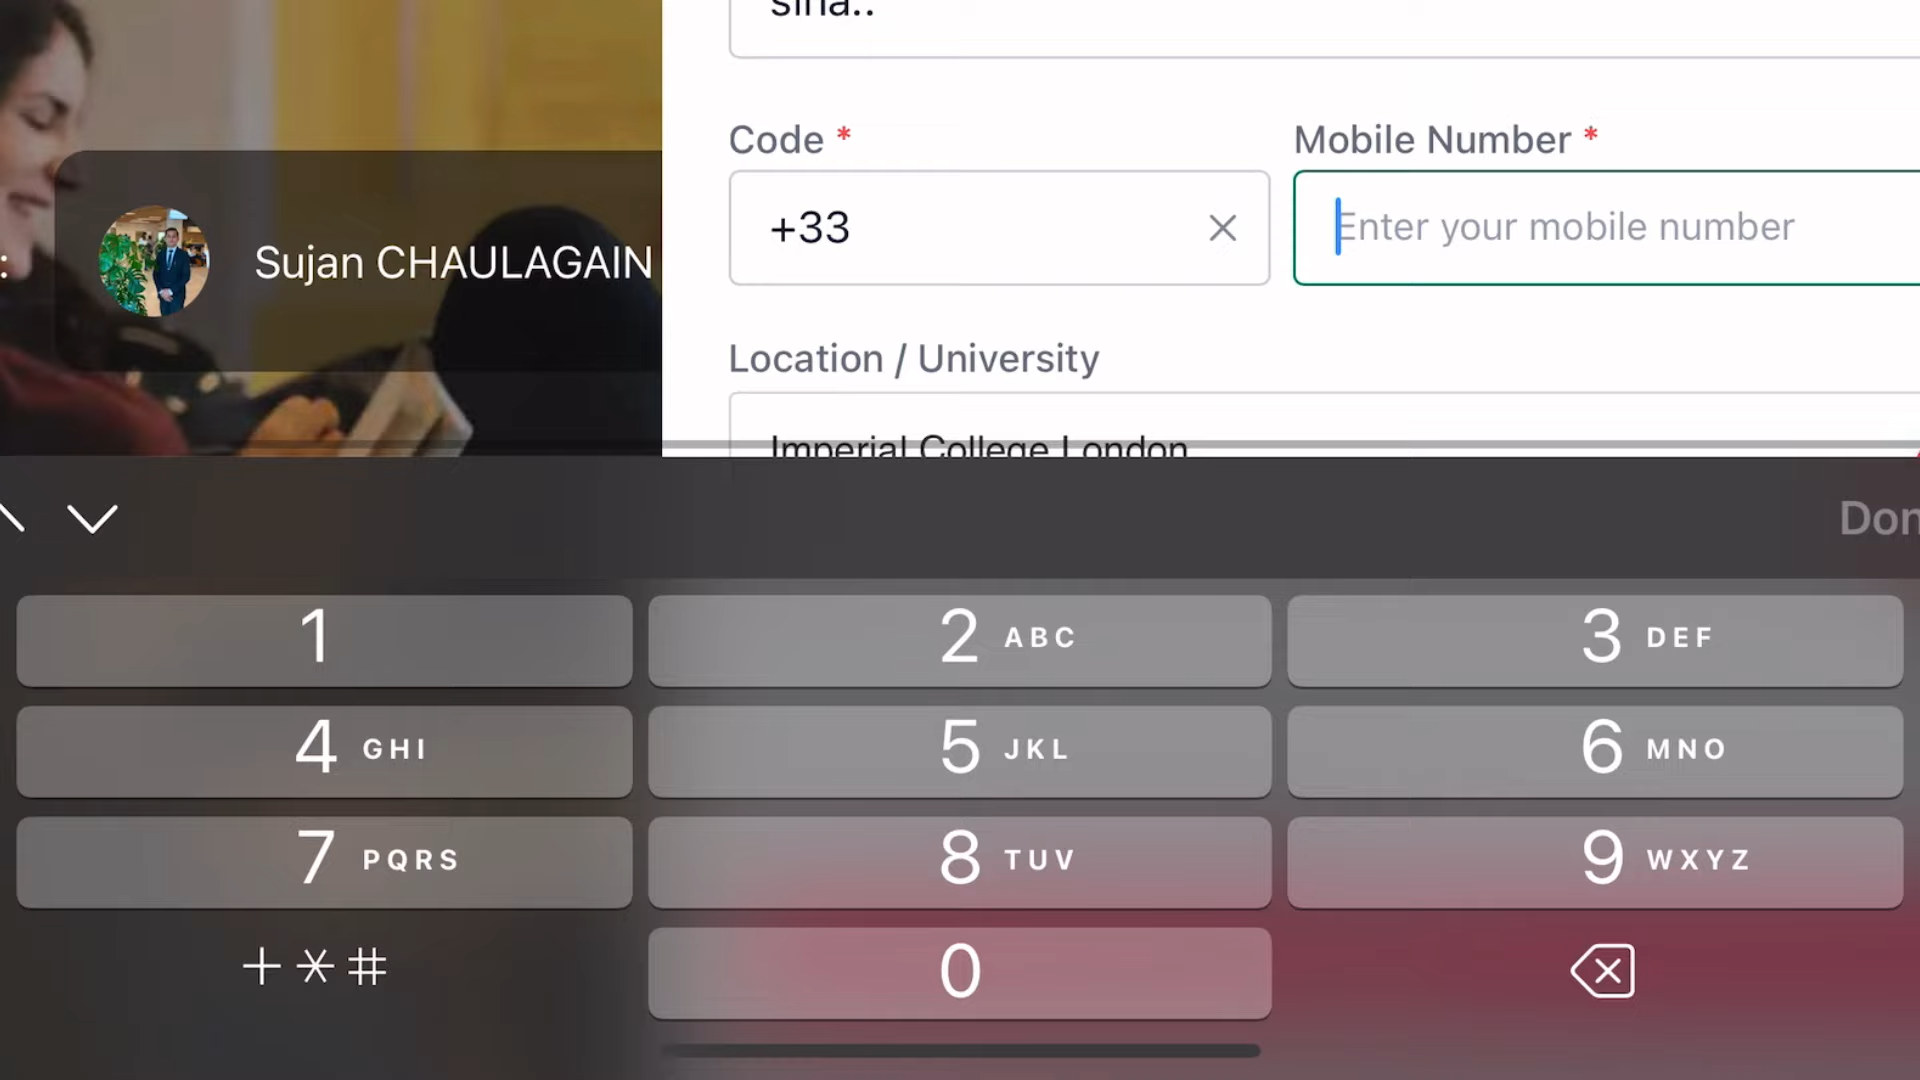 Code *
Mobile Number *
+33
Enter your mobile number
: Sujan CHAULAGAIN
Location / University
Imperial College London
1
2 ABC
3 DEF
4 GHI
5 JKL
6 MNO
7 PQRS
8 TUV
9 WXYZ
+*#
0